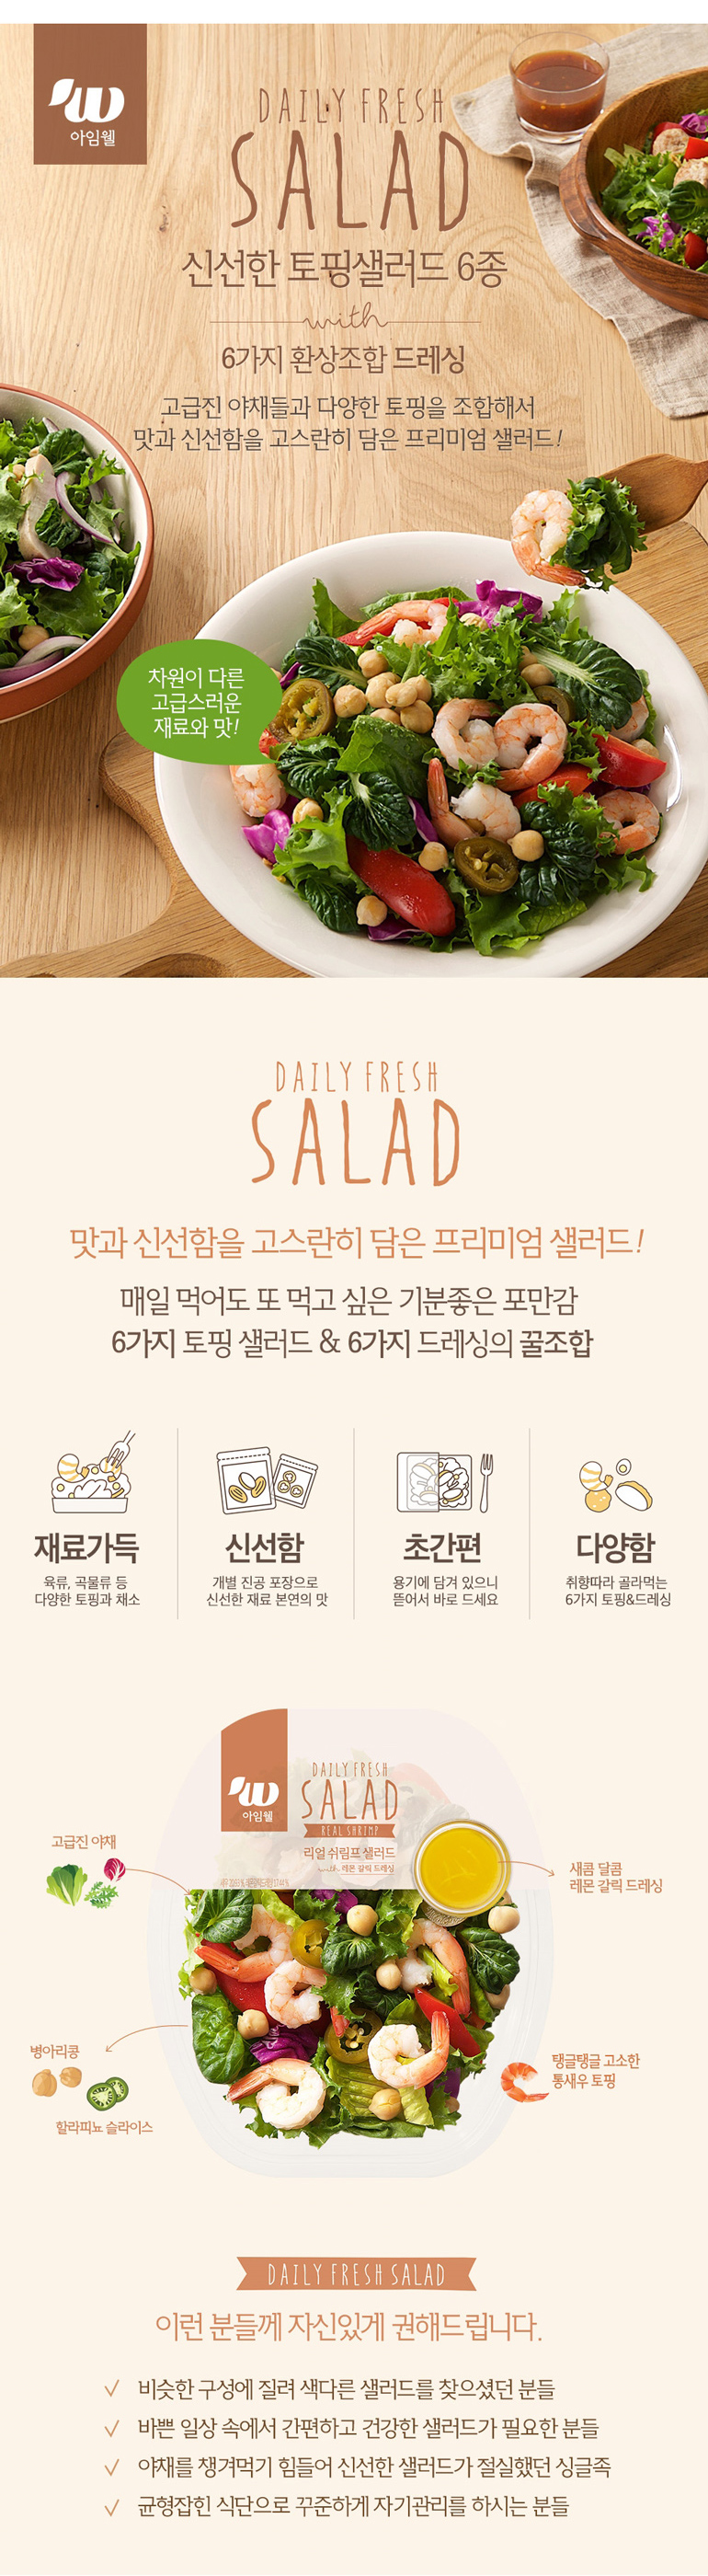 아임웰
DAILY FRESH
SALAD
신선한 토핑샐러드 6종
with
6가지 환상조합 드레싱
고급진 야채들과 다양한 토핑을 조합해서
맛과 신선함을 고스란히 담은 프리미엄 샐러드!
차원이 다른
고급스러운
재료와 맛!
DAILY FRESH
SALAD
맛과 신선함을 고스란히 담은 프리미엄 샐러드!
매일 먹어도 또 먹고 싶은 기분좋은 포만감
6가지 토핑 샐러드 & 6가지 드레싱의 꿀조합
재료가득
육류, 곡물류 등
다양한 토핑과 채소
신선함
개별 진공 포장으로
신선한 재료 본연의 맛
초간편
용기에 담겨 있으니
뜯어서 바로 드세요
다양함
취향따라 골라먹는
6가지 토핑&드레싱
아임웰
DAILY FRESH
SALAD
REAL SHRIMP
리얼 쉬림프 샐러드
with 레몬 갈릭 드레싱
고급진 야채
새콤 달콤
레몬 갈릭 드레싱
병아리콩
할라피뇨 슬라이스
탱글탱글 고소한
통새우 토핑
DAILY FRESH SALAD
이런 분들께 자신있게 권해드립니다.
비슷한 구성에 질려 색다른 샐러드를 찾으셨던 분들
바쁜 일상 속에서 간편하고 건강한 샐러드가 필요한 분들
야채를 챙겨먹기 힘들어 신선한 샐러드가 절실했던 싱글족
균형잡힌 식단으로 꾸준하게 자기관리를 하시는 분들